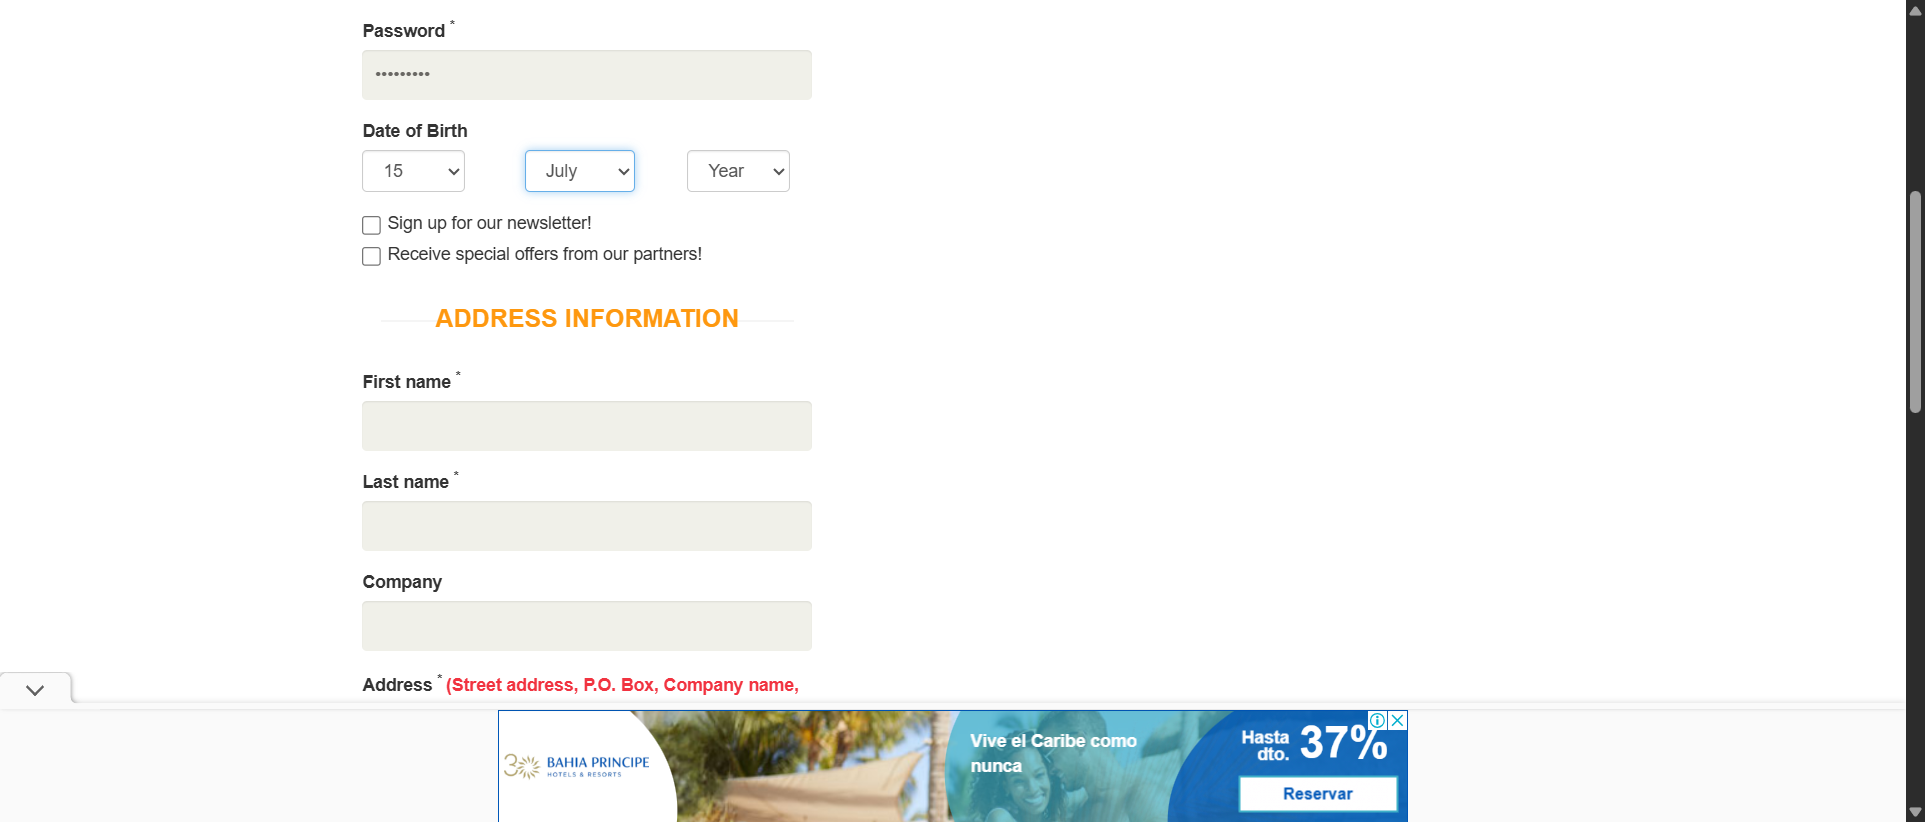 Password *
•••••••••
Date of Birth
15 July Year
Sign up for our newsletter!
Receive special offers from our partners!
ADDRESS INFORMATION
First name *
Last name *
Company
Address * (Street address, P.O. Box, Company name,
30 BAHIA PRINCIPE
HOTELS & RESORTS
Vive el Caribe como
nunca
Hasta
dto. 37%
Reservar